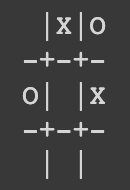 |X|O
-+-+-
O| |X
-+-+-
 | |